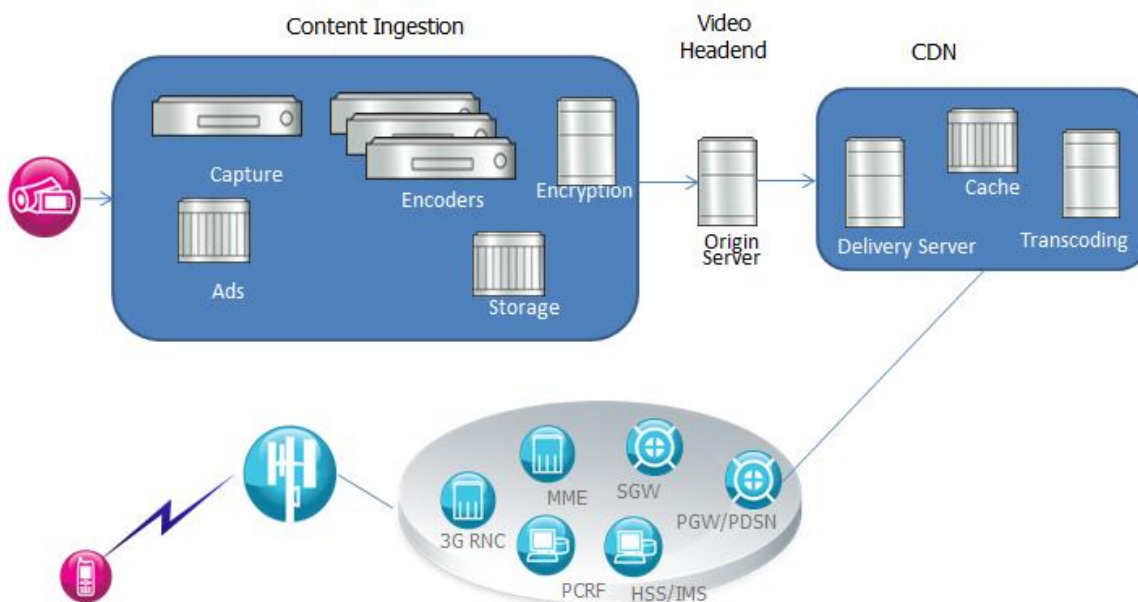 Content Ingestion
Video
Headend
CDN
Capture
Encoders
Encryption
Ads
Storage
Origin
Server
Delivery Server
Cache
Transcoding
3G RNC
MME
SGW
PGW/PDSN
PCRF
HSS/IMS